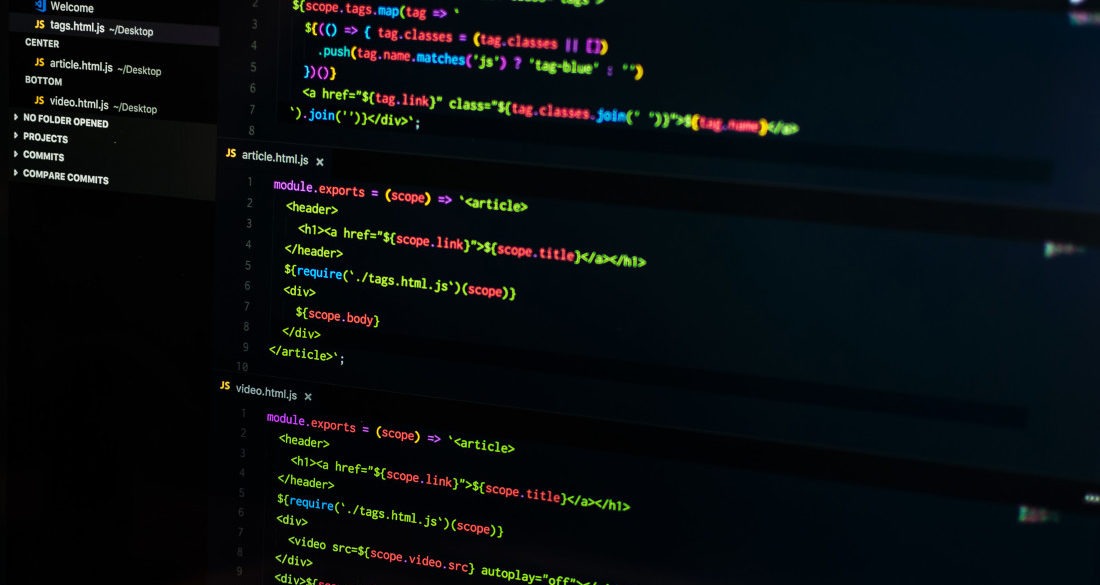 Welcome
JS tags.html.js ~/Desktop
CENTER
JS article.html.js ~/Desktop
BOTTOM
JS video.html.js ~/Desktop
NO FOLDER OPENED
PROJECTS
COMMITS
COMPARE COMMITS
2 ${scope.tags.map(tag => `
3 ${(() => { tag.classes = (tag.classes || [])
4 .push(tag.name.matches('js') ? 'tag-blue' : '')
5 })()}
6 <a href="${tag.link}" class="${tag.classes.join(' ')}">${tag.name}</a>
7 `).join('')}</div>`;
8
JS article.html.js ×
1 module.exports = (scope) => `<article>
2 <header>
3 <h1><a href="${scope.link}">${scope.title}</a></h1>
4 </header>
5 ${require('./tags.html.js')(scope)}
6 <div>
7 ${scope.body}
8 </div>
9 </article>`;
10
JS video.html.js ×
1 module.exports = (scope) => `<article>
2 <header>
3 <h1><a href="${scope.link}">${scope.title}</a></h1>
4 </header>
5 ${require('./tags.html.js')(scope)}
6 <div>
7 <video src=${scope.video.src} autoplay="off"></
8 </div>
9 <div>${